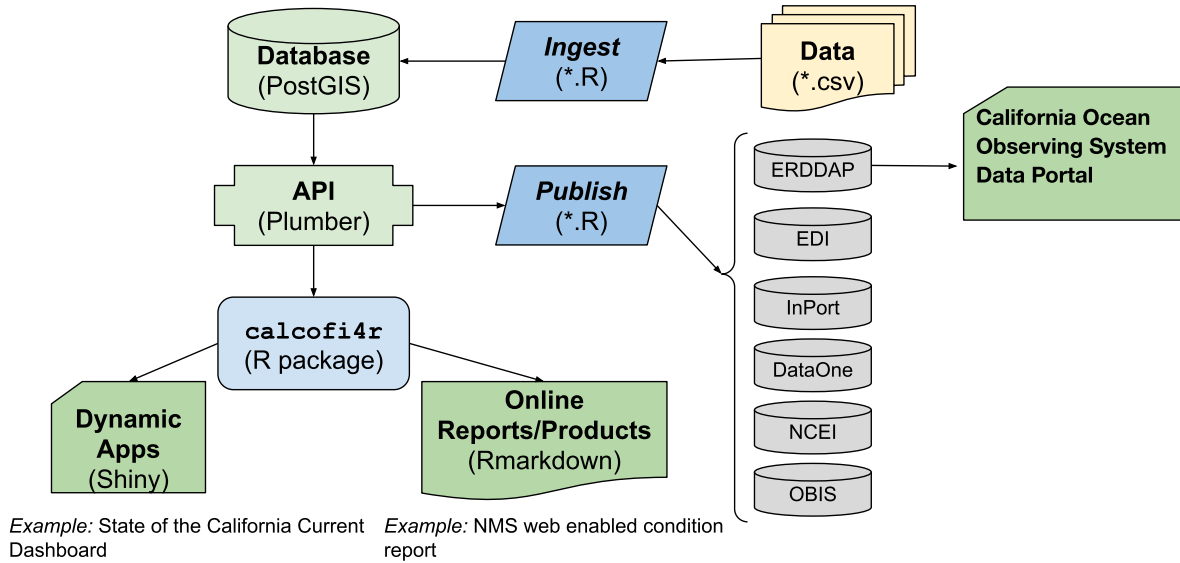 Database
(PostGIS)
Ingest
(*.R)
Data
(*.csv)
California Ocean
Observing System
Data Portal
API
(Plumber)
Publish
(*.R)
ERDDAP
EDI
InPort
DataOne
NCEI
OBIS
calcofi4r
(R package)
Dynamic
Apps
(Shiny)
Online
Reports/Products
(Rmarkdown)
Example: State of the California Current
Dashboard
Example: NMS web enabled condition
report